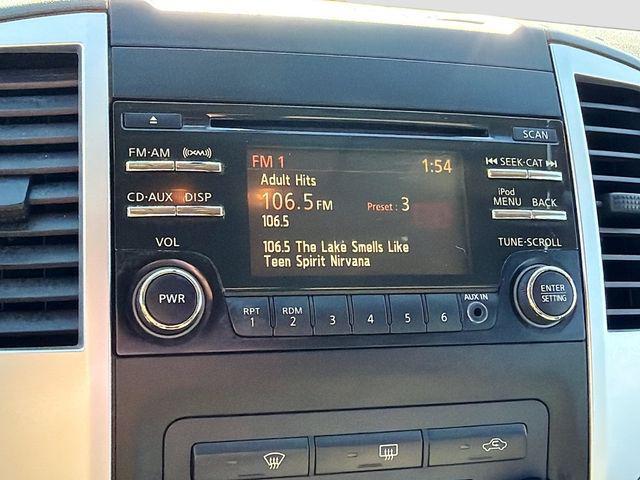 SCAN
FM·AM
((XM))
FM 1
1:54
SEEK·CAT
Adult Hits
106.5FM
Preset : 3
106.5
CD·AUX
DISP
iPod
MENU
BACK
106.5 The Lake Smells Like
Teen Spirit Nirvana
VOL
TUNE·SCROLL
PWR
ENTER
SETTING
RPT
1
RDM
2
3
4
5
6
AUX IN